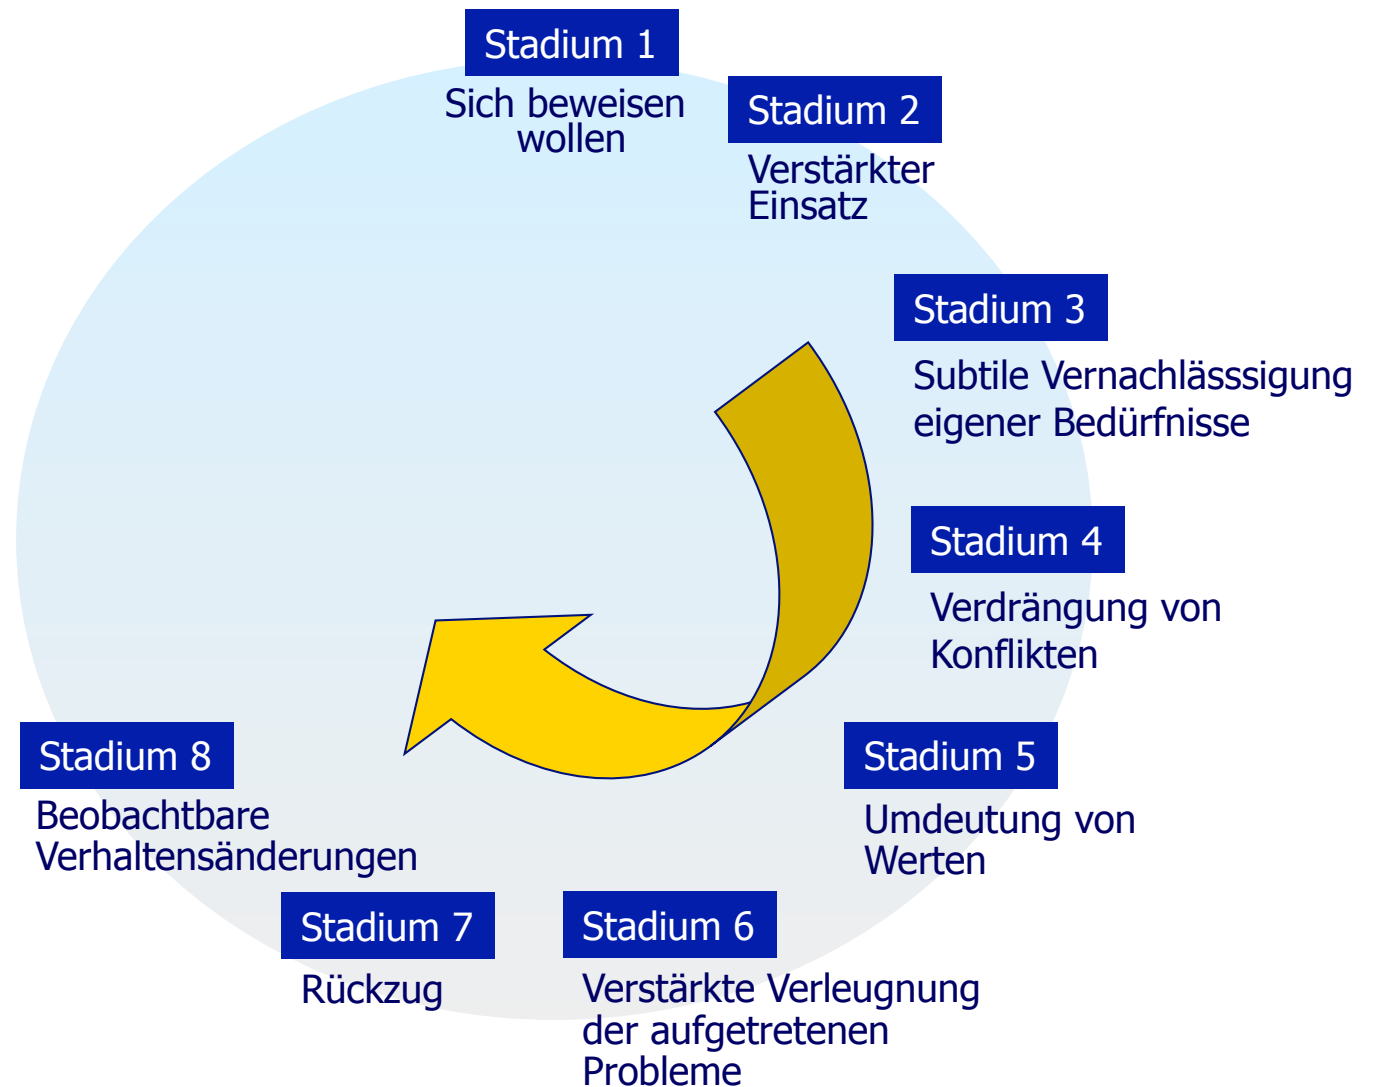 Stadium 1
Sich beweisen
wollen
Stadium 2
Verstärkter
Einsatz
Stadium 3
Subtile Vernachlässsigung
eigener Bedürfnisse
Stadium 4
Verdrängung von
Konflikten
Stadium 5
Umdeutung von
Werten
Stadium 6
Verstärkte Verleugnung
der aufgetretenen
Probleme
Stadium 7
Rückzug
Stadium 8
Beobachtbare
Verhaltensänderungen